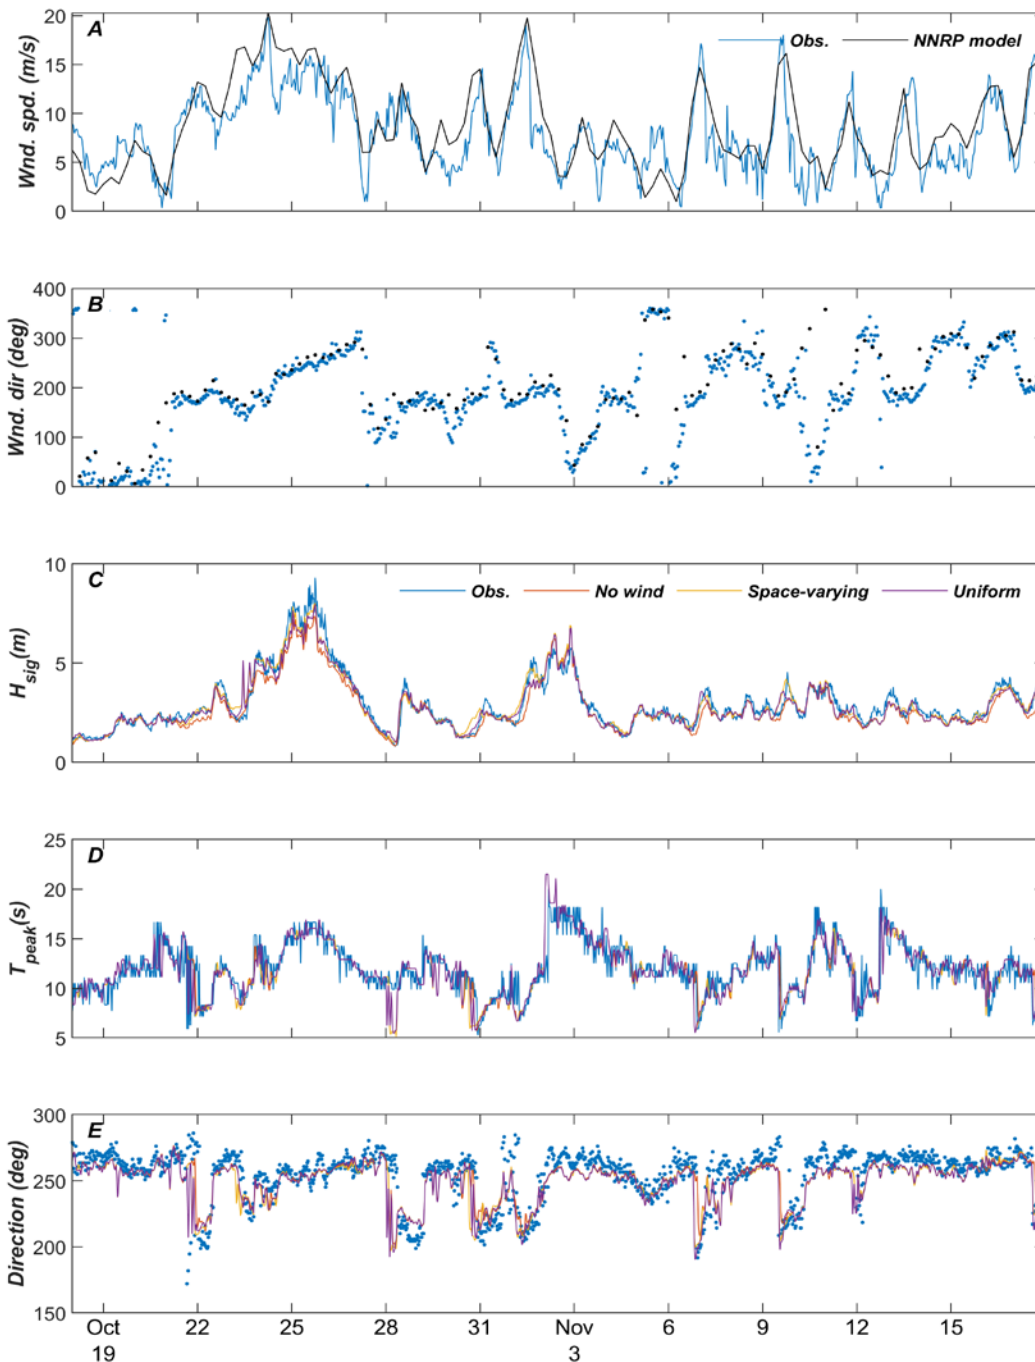 A
Obs. NNRP model
Wnd. spd. (m/s)
20
15
10
5
0
B
Wnd. dir (deg)
400
300
200
100
0
C
Obs. No wind Space-varying Uniform
H_sig(m)
10
5
0
D
T_peak(s)
25
20
15
10
5
E
Direction (deg)
300
250
200
150
Oct 22 25 28 31 Nov 6 9 12 15
19 3